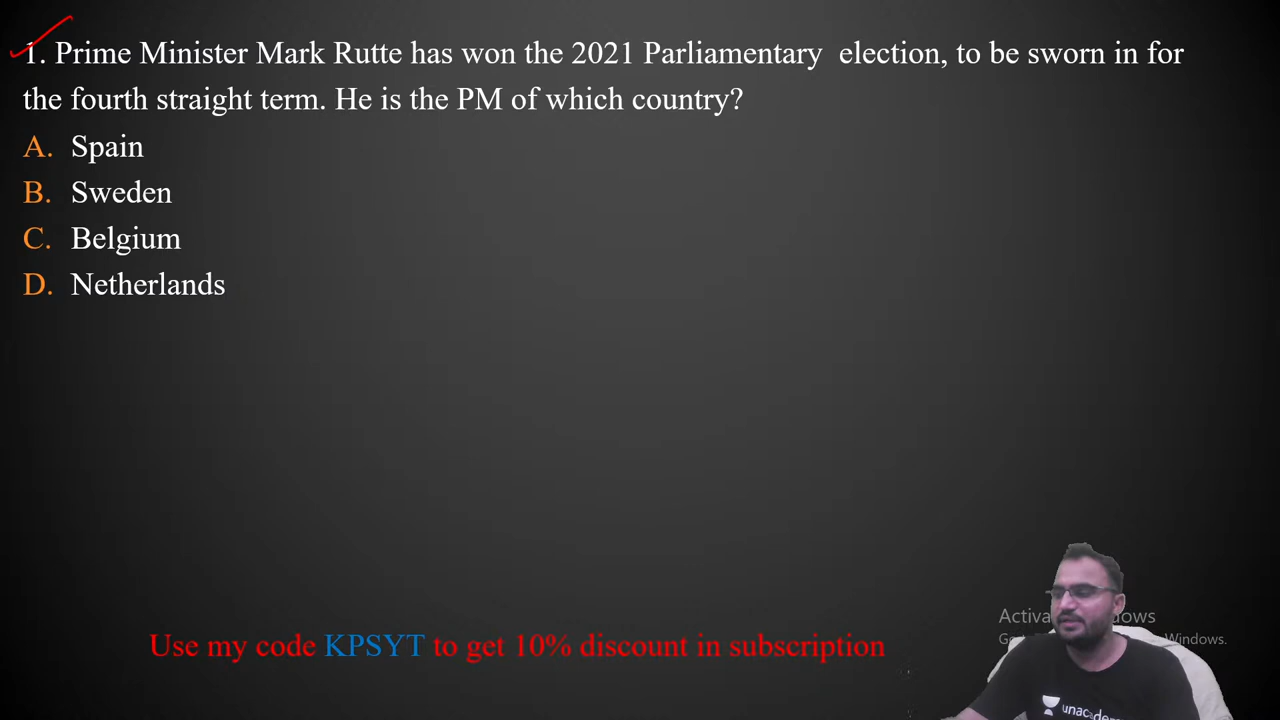 1. Prime Minister Mark Rutte has won the 2021 Parliamentary election, to be sworn in for
the fourth straight term. He is the PM of which country?
A. Spain
B. Sweden
C. Belgium
D. Netherlands
Use my code KPSYT to get 10% discount in subscription
Windows.